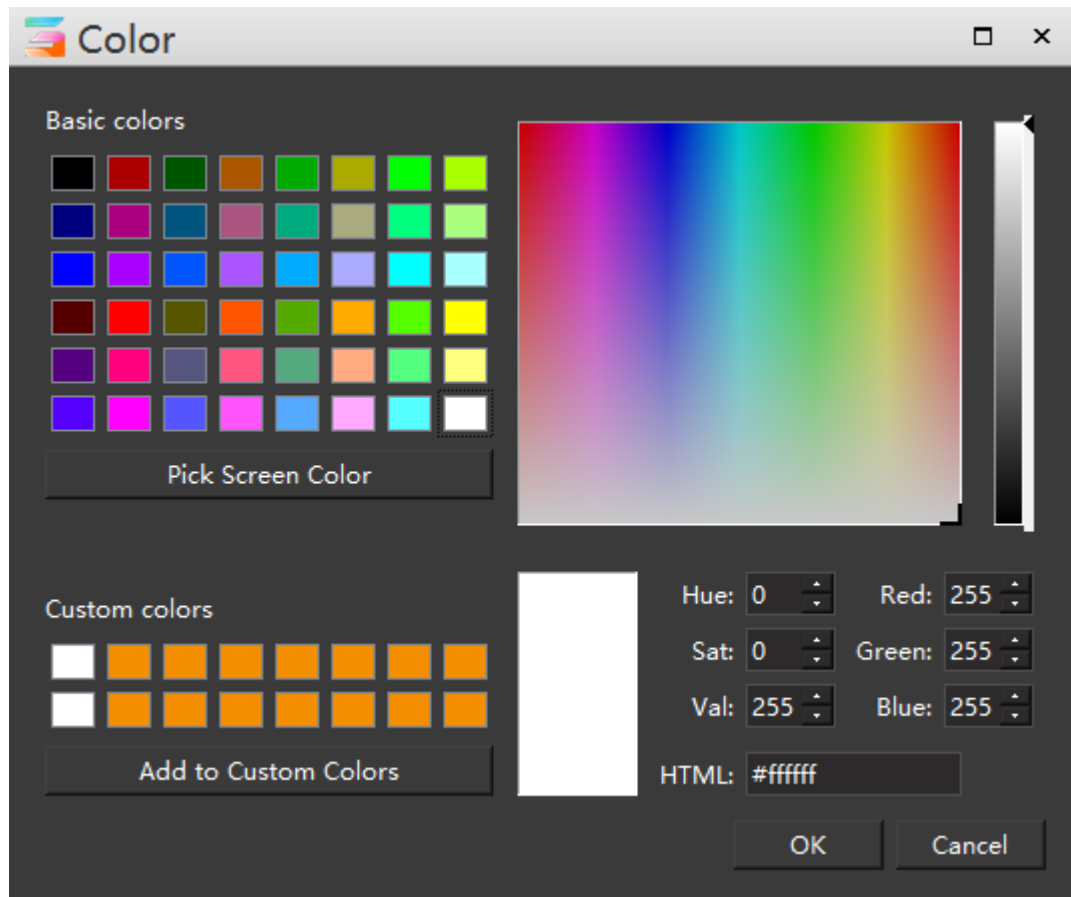 Color
Basic colors
Pick Screen Color
Custom colors
Add to Custom Colors
Hue: 0 Red: 255
Sat: 0 Green: 255
Val: 255 Blue: 255
HTML: #ffffff
OK Cancel